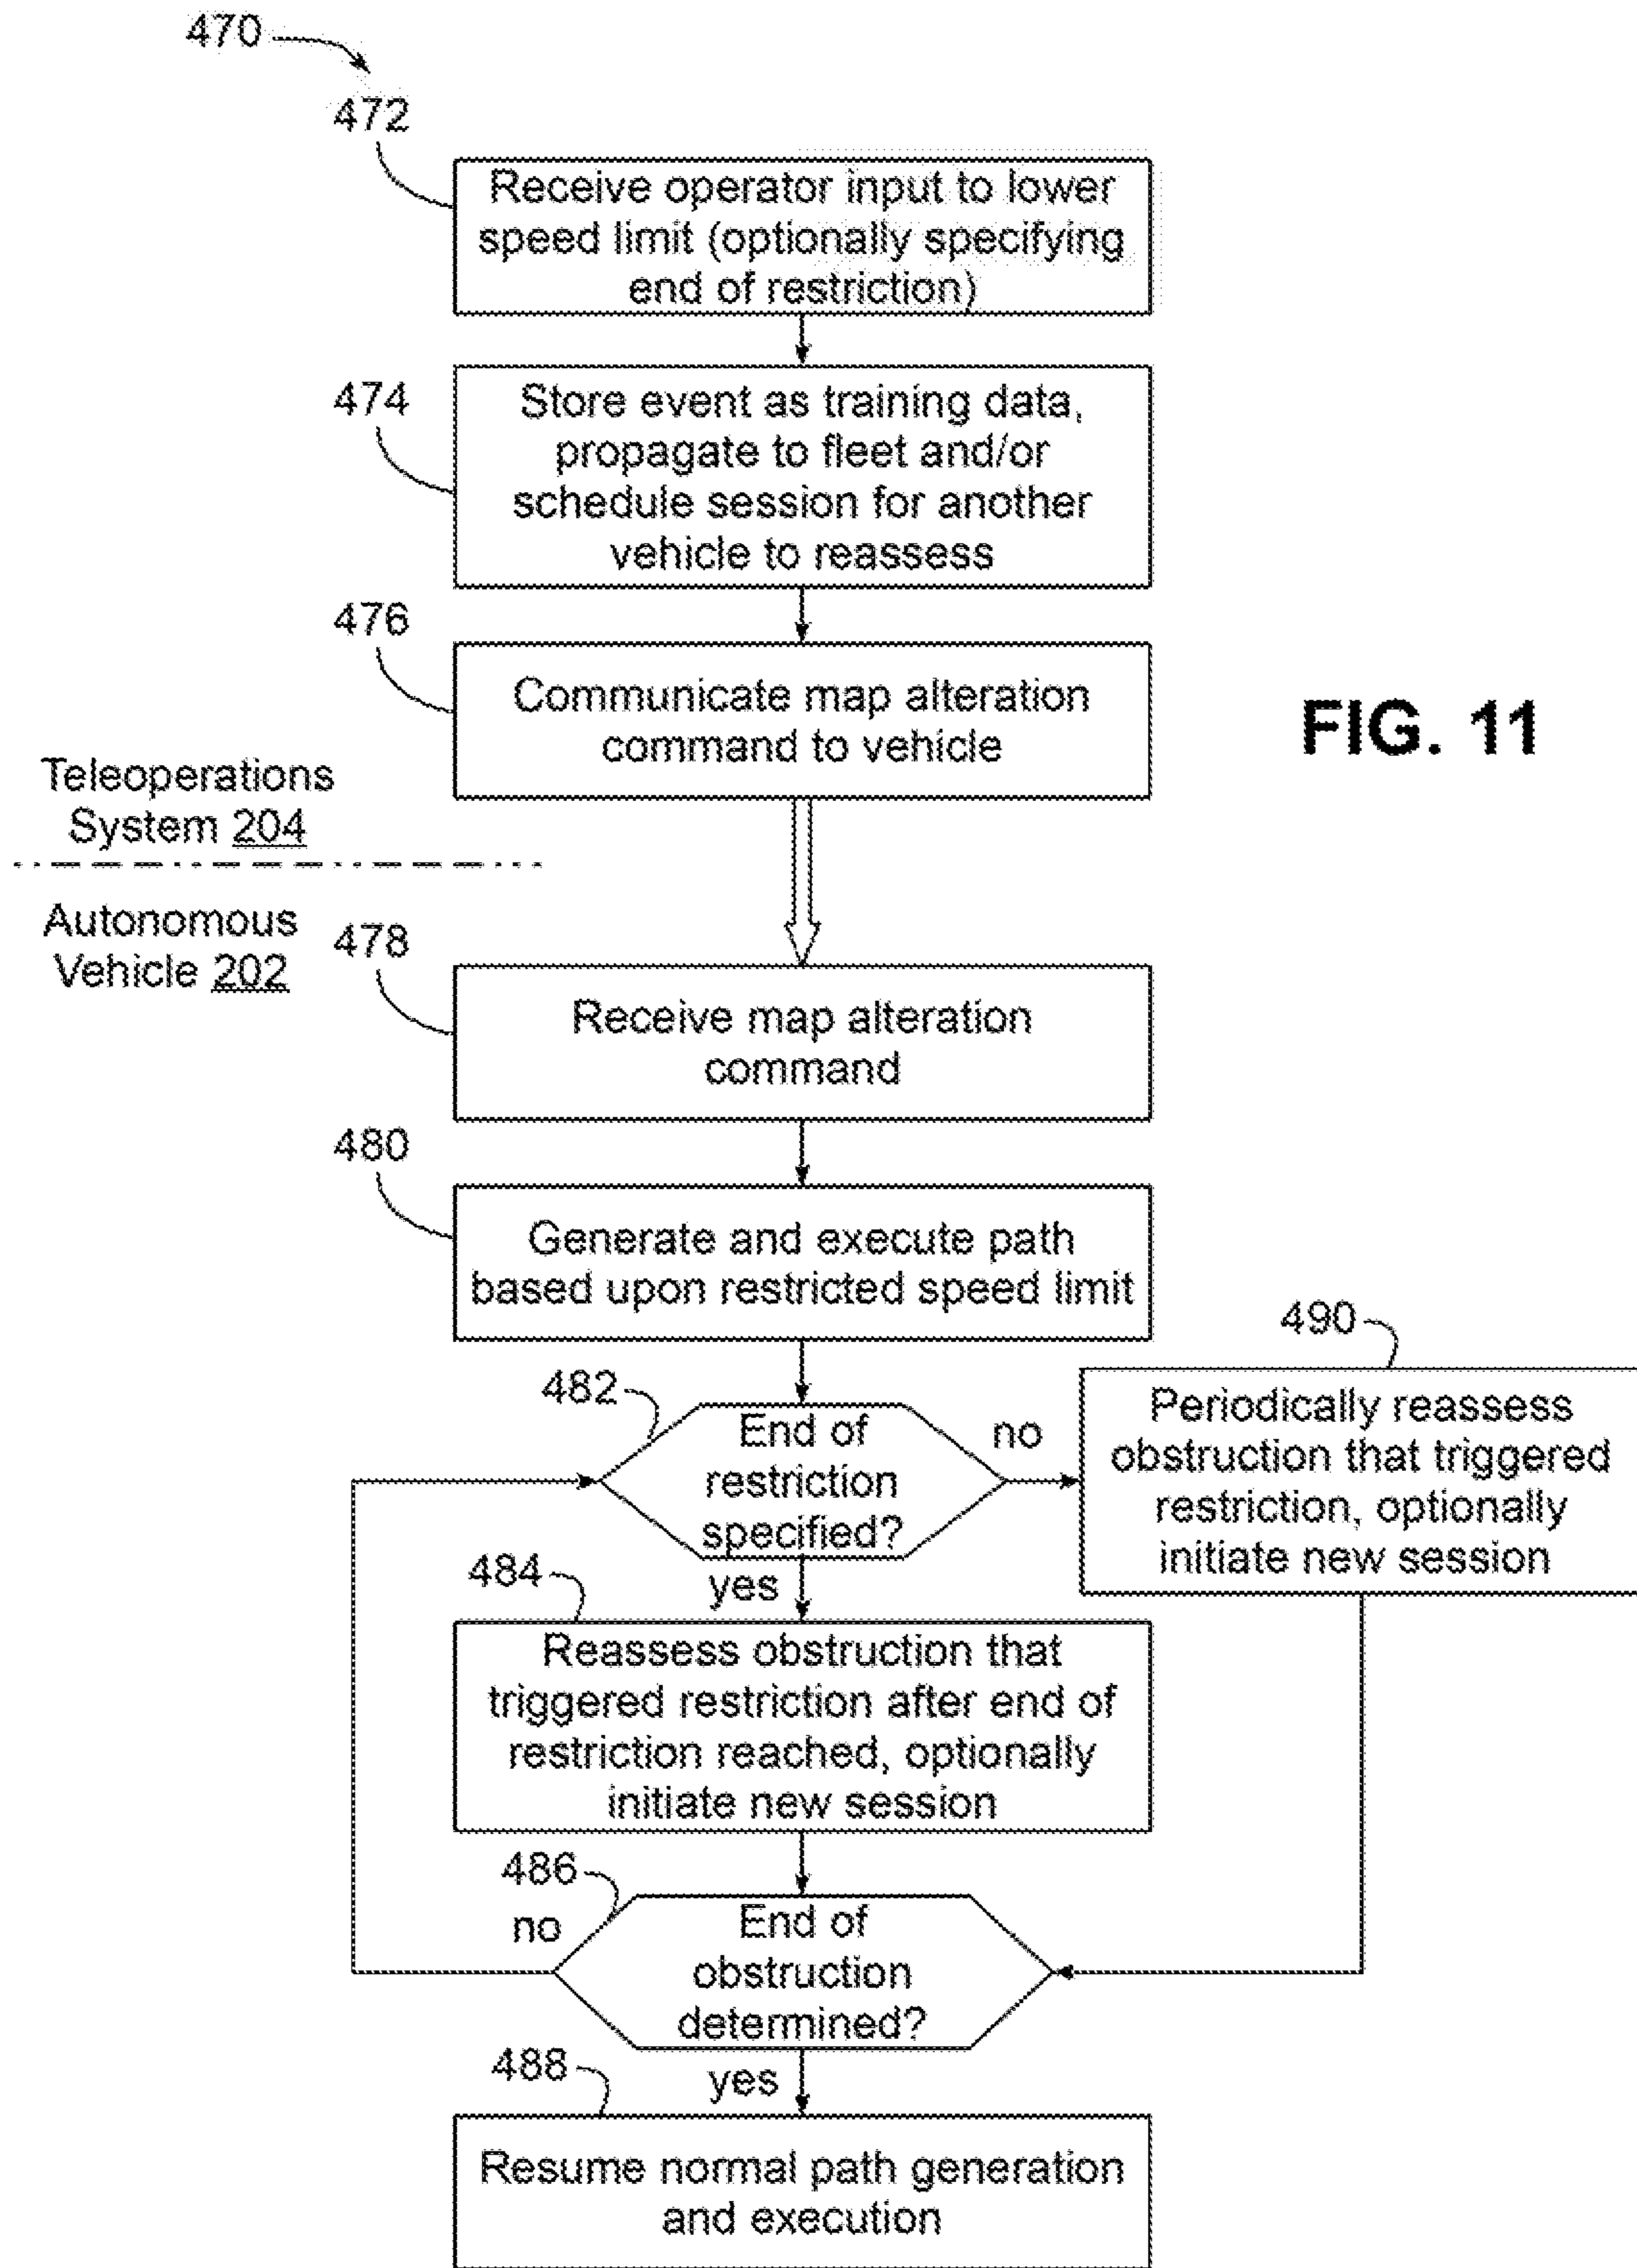 470
472
Receive operator input to lower
speed limit (optionally specifying
end of restriction)
474
Store event as training data,
propagate to fleet and/or
schedule session for another
vehicle to reassess
476
Communicate map alteration
command to vehicle
FIG. 11
Teleoperations
System 204
Autonomous
Vehicle 202
478
Receive map alteration
command
480
Generate and execute path
based upon restricted speed limit
482
End of
restriction
specified?
no
490
Periodically reassess
obstruction that triggered
restriction, optionally
initiate new session
yes
484
Reassess obstruction that
triggered restriction after end of
restriction reached, optionally
initiate new session
486
no
End of
obstruction
determined?
yes
488
Resume normal path generation
and execution